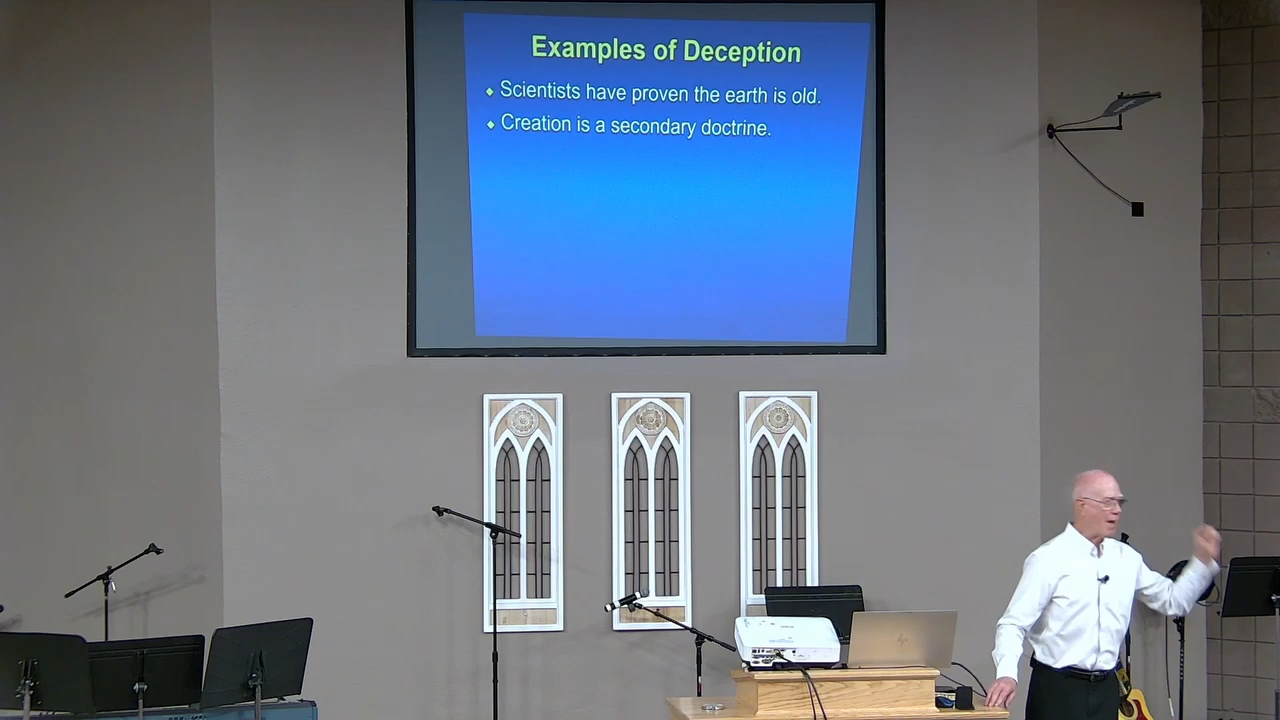 Examples of Deception
Scientists have proven the earth is old.
Creation is a secondary doctrine.